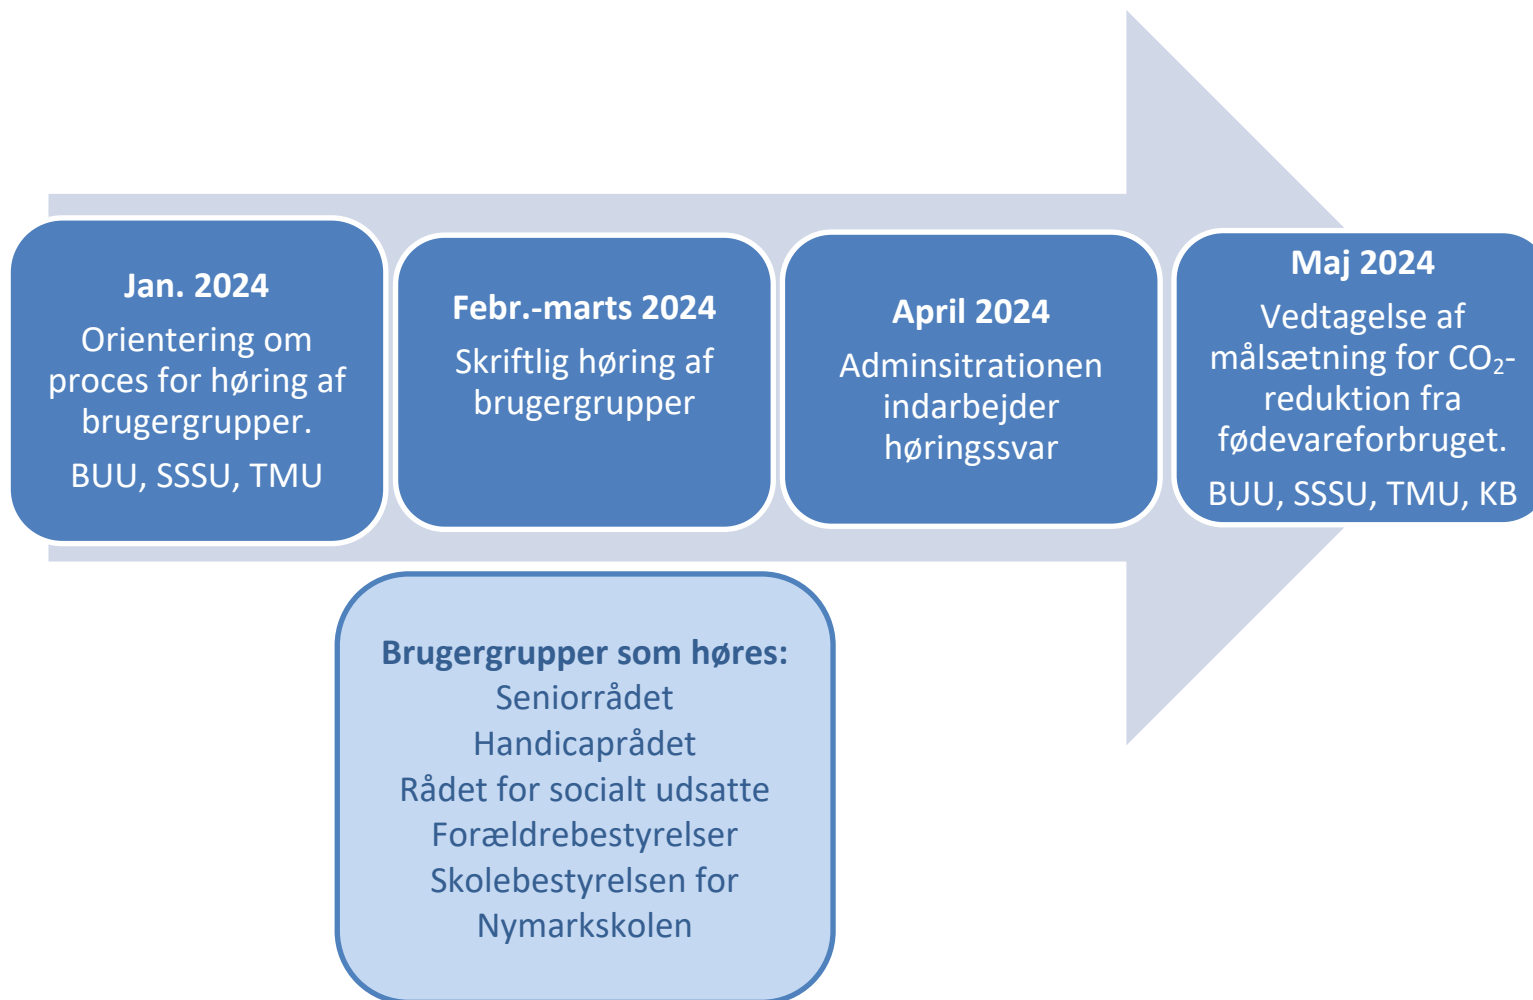 Jan. 2024
Orientering om
proces for høring af
brugergrupper.
BUU, SSSU, TMU
Febr.-marts 2024
Skriftlig høring af
brugergrupper
April 2024
Adminsitrationen
indarbejder
høringssvar
Maj 2024
Vedtagelse af
målsætning for CO₂-
reduktion fra
fødevareforbruget.
BUU, SSSU, TMU, KB
Brugergrupper som høres:
Seniorrådet
Handicaprådet
Rådet for socialt udsatte
Forældrebestyrelser
Skolebestyrelsen for
Nymarkskolen